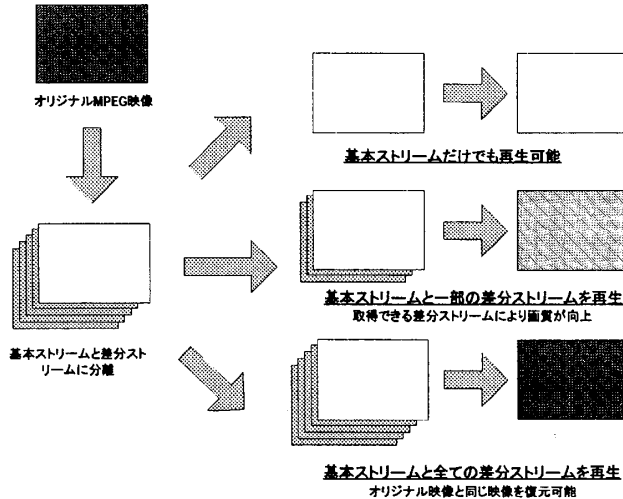 オリジナルMPEG映像
基本ストリームだけでも再生可能
基本ストリームと一部の差分ストリームを再生
取得できる差分ストリームにより画質が向上
基本ストリームと差分スト
リームに分離
基本ストリームと全ての差分ストリームを再生
オリジナル映像と同じ映像を復元可能